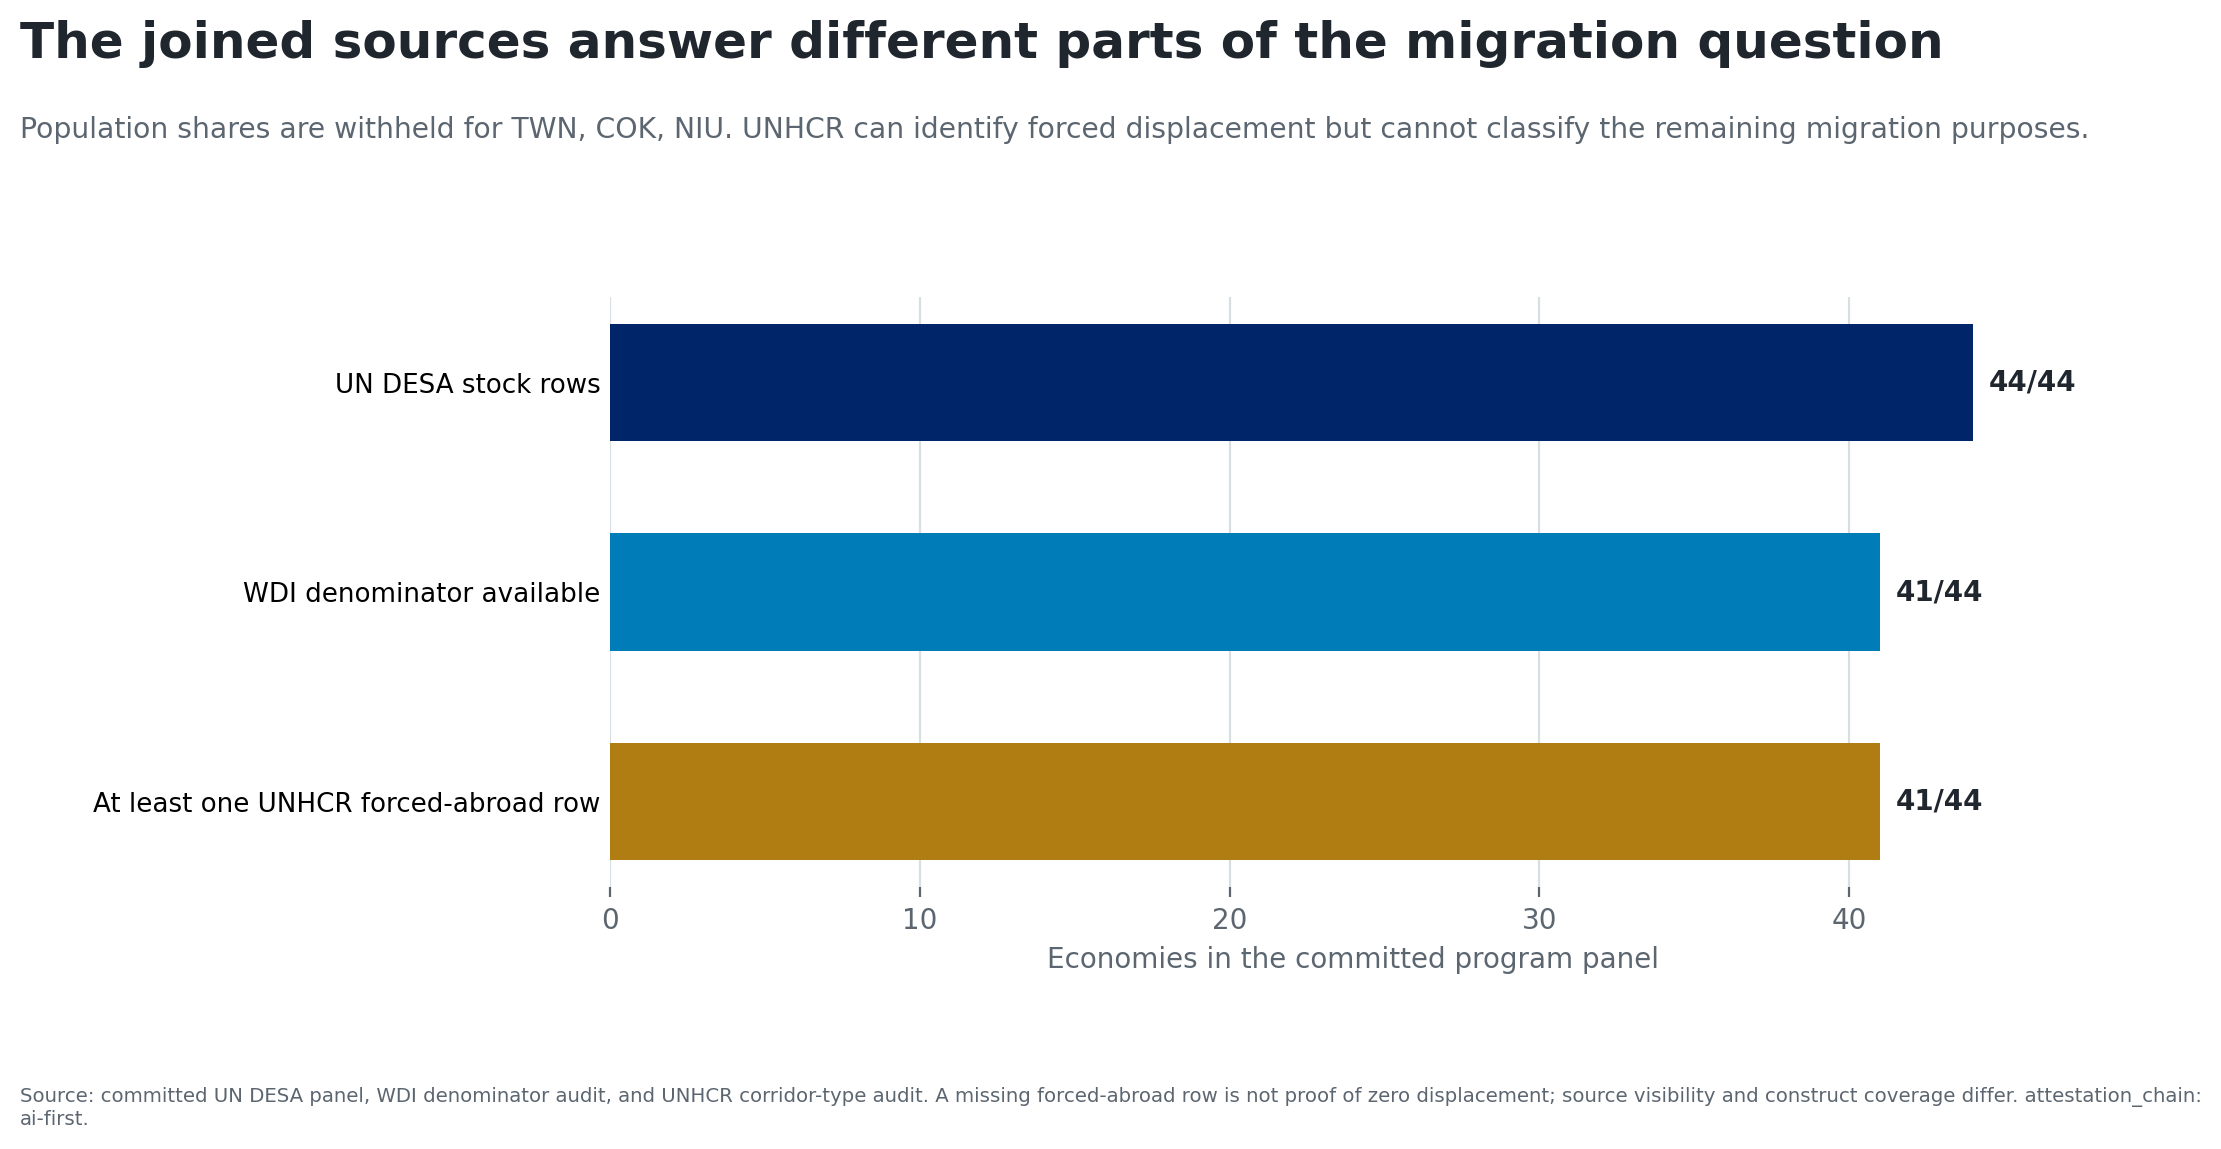 The joined sources answer different parts of the migration question
Population shares are withheld for TWN, COK, NIU. UNHCR can identify forced displacement but cannot classify the remaining migration purposes.
UN DESA stock rows
44/44
WDI denominator available
41/44
At least one UNHCR forced-abroad row
41/44
0 10 20 30 40
Economies in the committed program panel
Source: committed UN DESA panel, WDI denominator audit, and UNHCR corridor-type audit. A missing forced-abroad row is not proof of zero displacement; source visibility and construct coverage differ. attestation_chain:
ai-first.